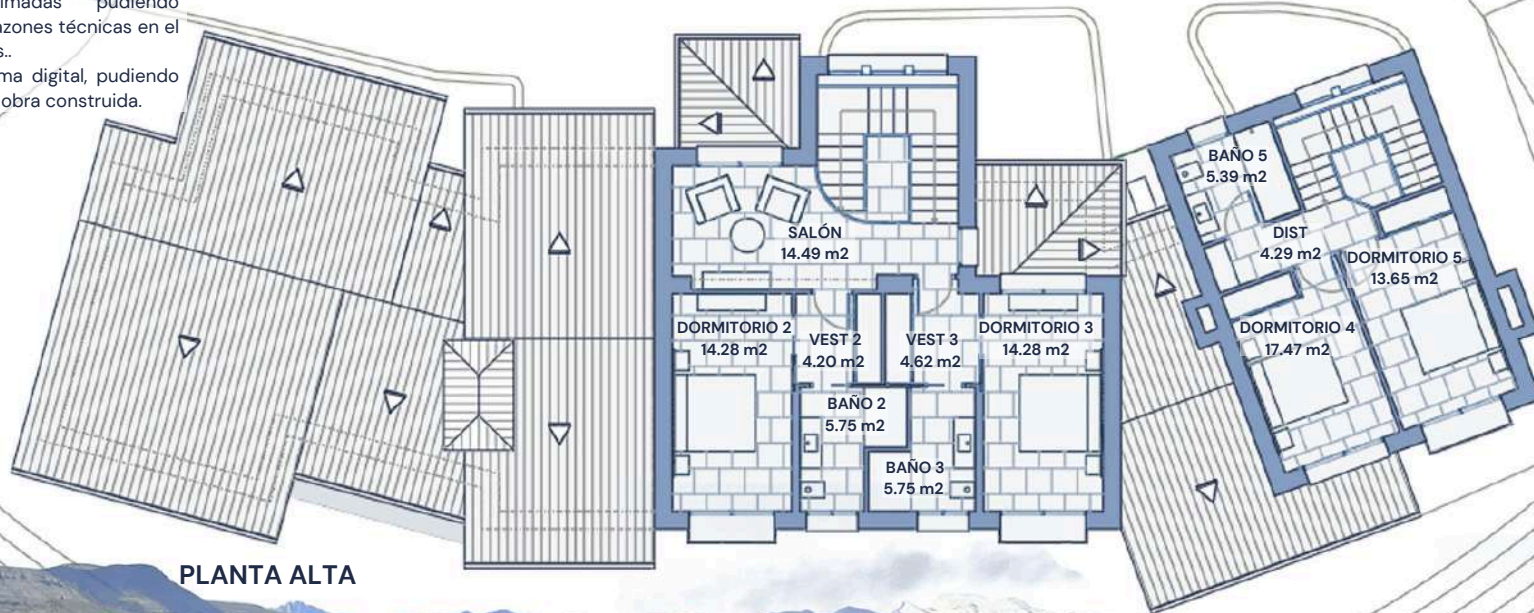 imadas pudiendo
azones técnicas en el
s..
ma digital, pudiendo
obra construida.
BAÑO 5
5.39 m2
SALÓN
14.49 m2
DIST
4.29 m2
DORMITORIO 5
13.65 m2
DORMITORIO 2
14.28 m2
VEST 2
4.20 m2
VEST 3
4.62 m2
DORMITORIO 3
14.28 m2
DORMITORIO 4
17.47 m2
BAÑO 2
5.75 m2
BAÑO 3
5.75 m2
PLANTA ALTA